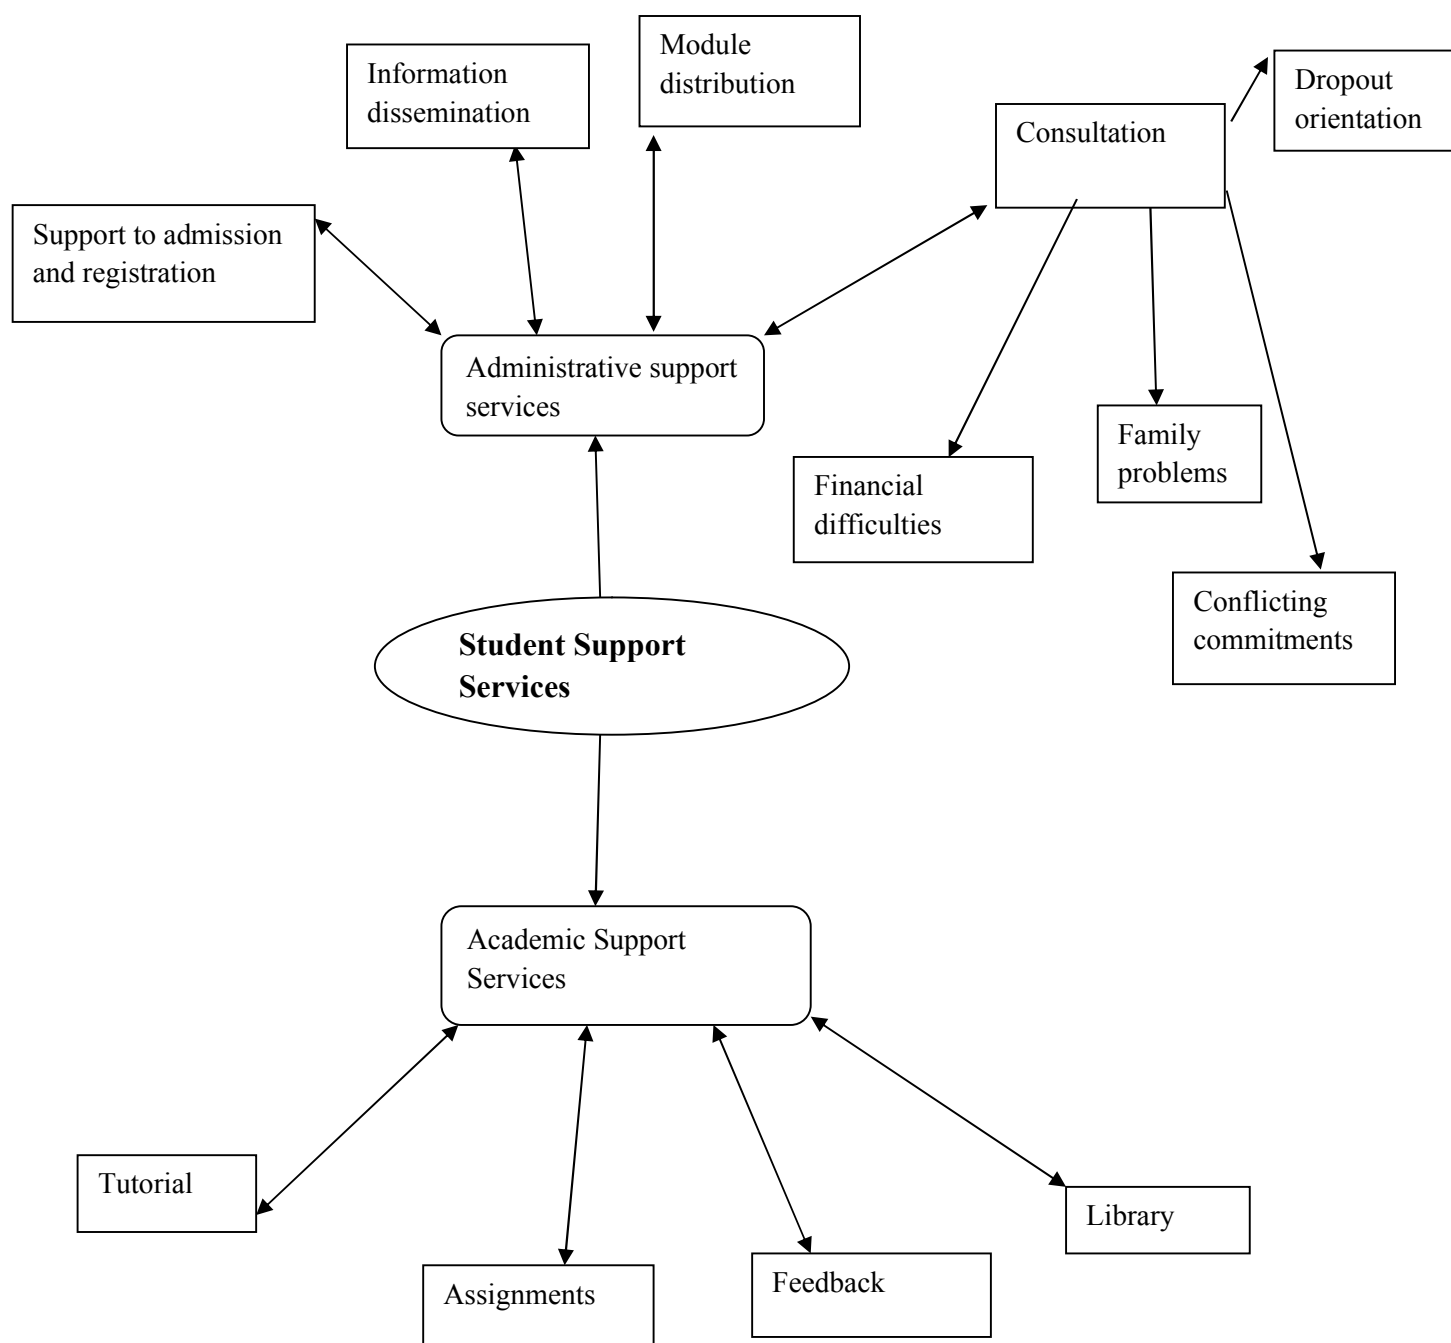 Module
distribution
Information
dissemination
Dropout
orientation
Consultation
Support to admission
and registration
Administrative support
services
Family
problems
Financial
difficulties
Conflicting
commitments
Student Support
Services
Academic Support
Services
Tutorial
Library
Feedback
Assignments